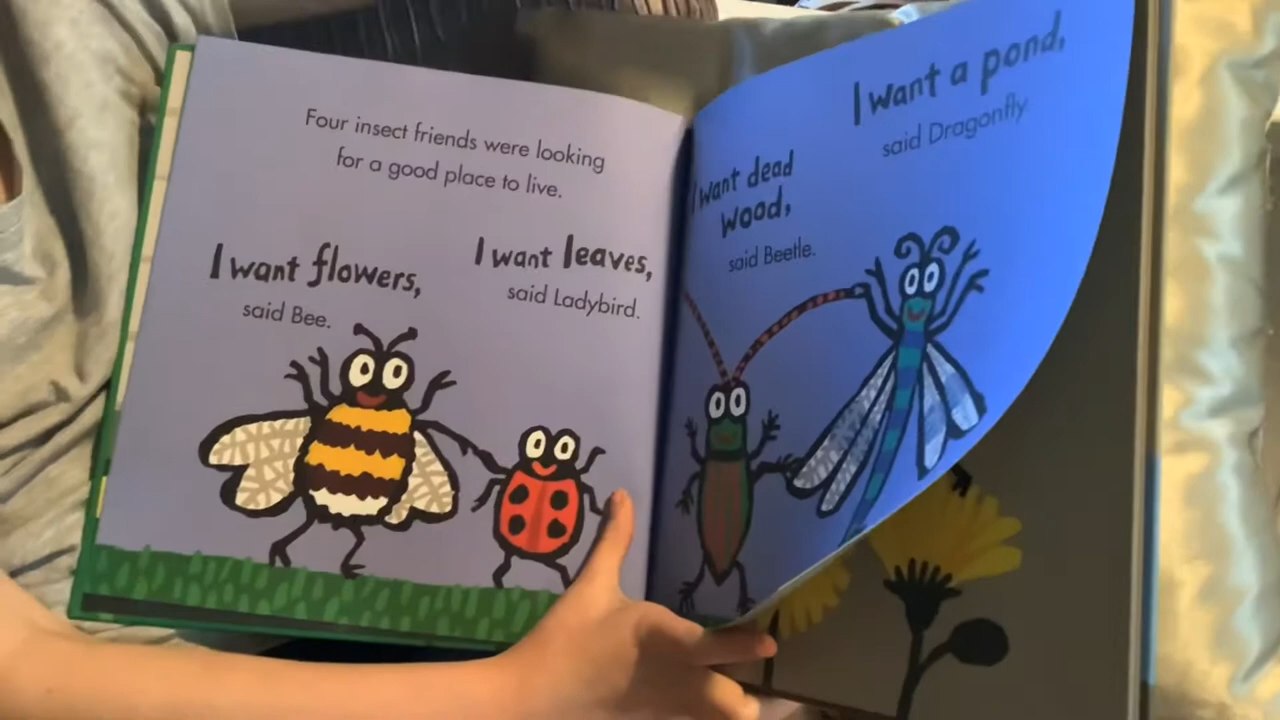 Four insect friends were looking
for a good place to live.
I want flowers,
said Bee.
I want leaves,
said Ladybird.
I want dead
wood,
said Beetle.
I want a pond,
said Dragonfly.